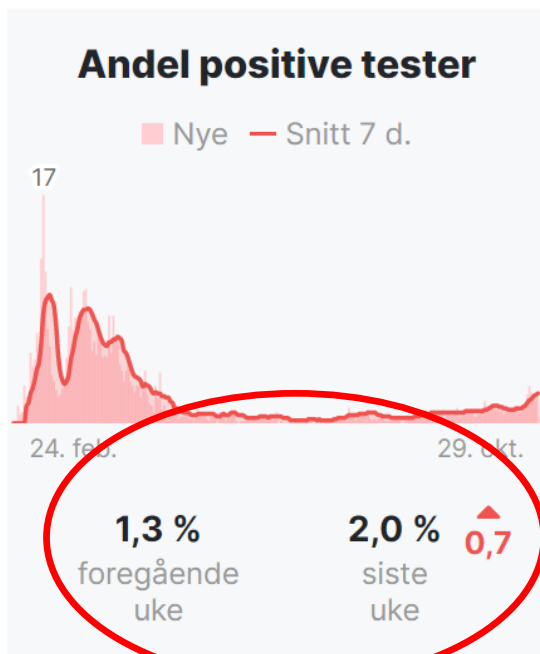 Andel positive tester
Nye Snitt 7 d.
17
24. feb. 29. okt.
1,3 % 2,0 % 0,7
foregående siste
uke uke